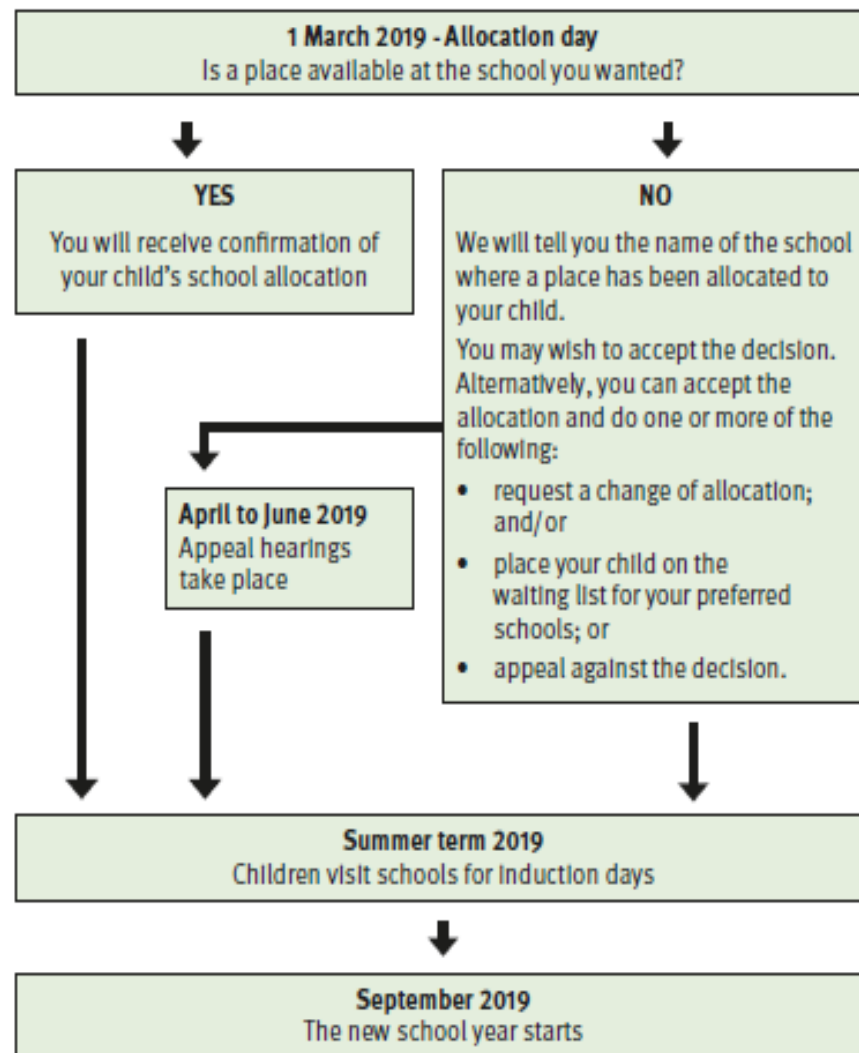 1 March 2019 - Allocation day
Is a place available at the school you wanted?
YES
You will receive confirmation of
your child's school allocation
NO
We will tell you the name of the school
where a place has been allocated to
your child.
You may wish to accept the decision.
Alternatively, you can accept the
allocation and do one or more of the
following:
• request a change of allocation;
and/or
• place your child on the
waiting list for your preferred
schools; or
• appeal against the decision.
April to June 2019
Appeal hearings
take place
Summer term 2019
Children visit schools for induction days
September 2019
The new school year starts